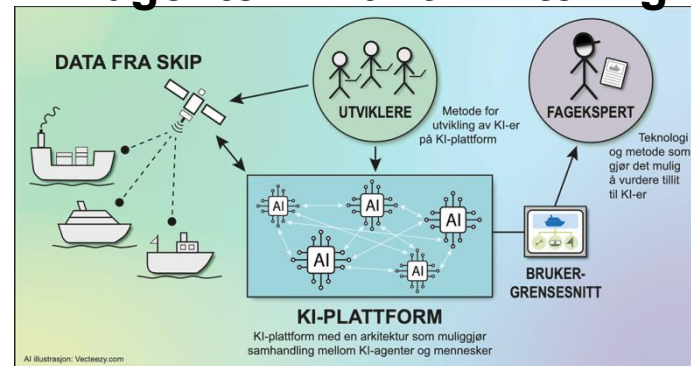 DATA FRA SKIP
UTVIKLERE
Metode for
utvikling av KI-er
på KI-plattform
FAGEKSPERT
Teknologi
og metode som
gjør det mulig
å vurdere tillit
til KI-er
AI
AI
AI
AI
AI
BRUKER-
GRENSESNITT
KI-PLATTFORM
KI-plattform med en arkitektur som muliggjør
samhandling mellom KI-agenter og mennesker
AI illustrasjon: Vecteezy.com